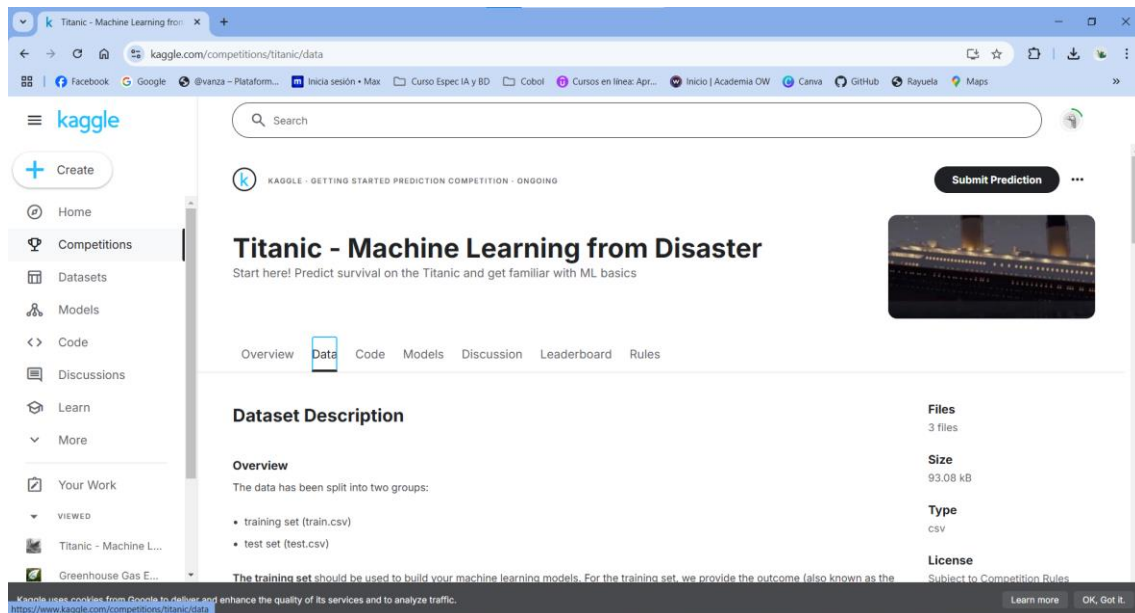 Titanic - Machine Learning from
kaggle.com/competitions/titanic/data
Facebook Google @vanza – Plataform... Inicia sesión • Max Curso Espec IA y BD Cobol Cursos en línea: Apr... Inicio | Academia OW Canva GitHub Rayuela Maps »
kaggle
Search
Create
KAGGLE · GETTING STARTED PREDICTION COMPETITION · ONGOING
Submit Prediction
Home
Competitions
Datasets
Models
Code
Discussions
Learn
More
Your Work
VIEWED
Titanic - Machine L...
Greenhouse Gas E...
Titanic - Machine Learning from Disaster
Start here! Predict survival on the Titanic and get familiar with ML basics
Overview Data Code Models Discussion Leaderboard Rules
Dataset Description
Overview
The data has been split into two groups:
• training set (train.csv)
• test set (test.csv)
The training set should be used to build your machine learning models. For the training set, we provide the outcome (also known as the
Files
3 files
Size
93.08 kB
Type
csv
License
Subject to Competition Rules
Kaggle uses cookies from Google to deliver and enhance the quality of its services and to analyze traffic.
Learn more OK, Got it.
https://www.kaggle.com/competitions/titanic/data